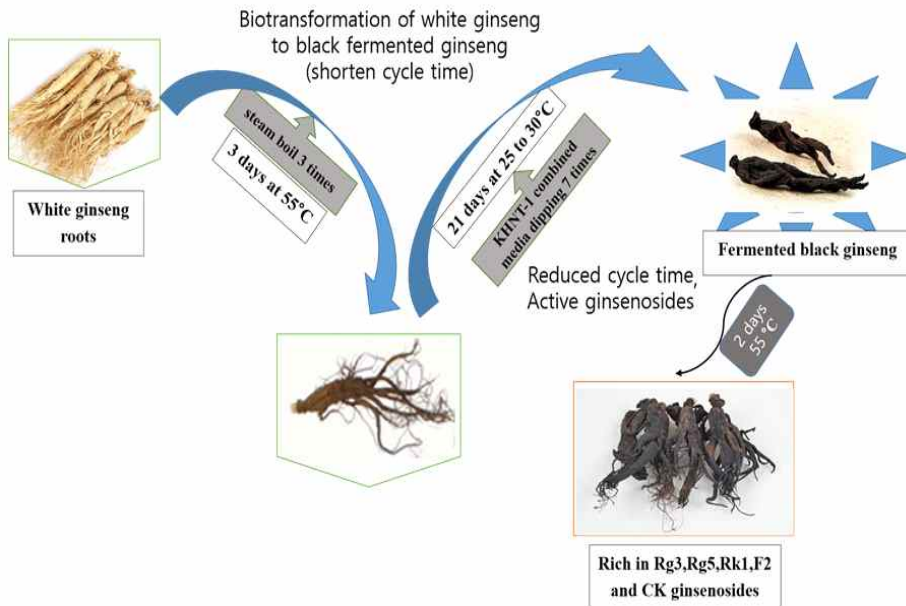 Biotransformation of white ginseng
to black fermented ginseng
(shorten cycle time)
White ginseng
roots
steam boil 3 times
3 days at 55°C
21 days at 25 to 30°C
KHNT-1 combined
media dipping 7 times
Reduced cycle time,
Active ginsenosides
Fermented black ginseng
2 days
55 °C
Rich in Rg3,Rg5,Rk1,F2
and CK ginsenosides